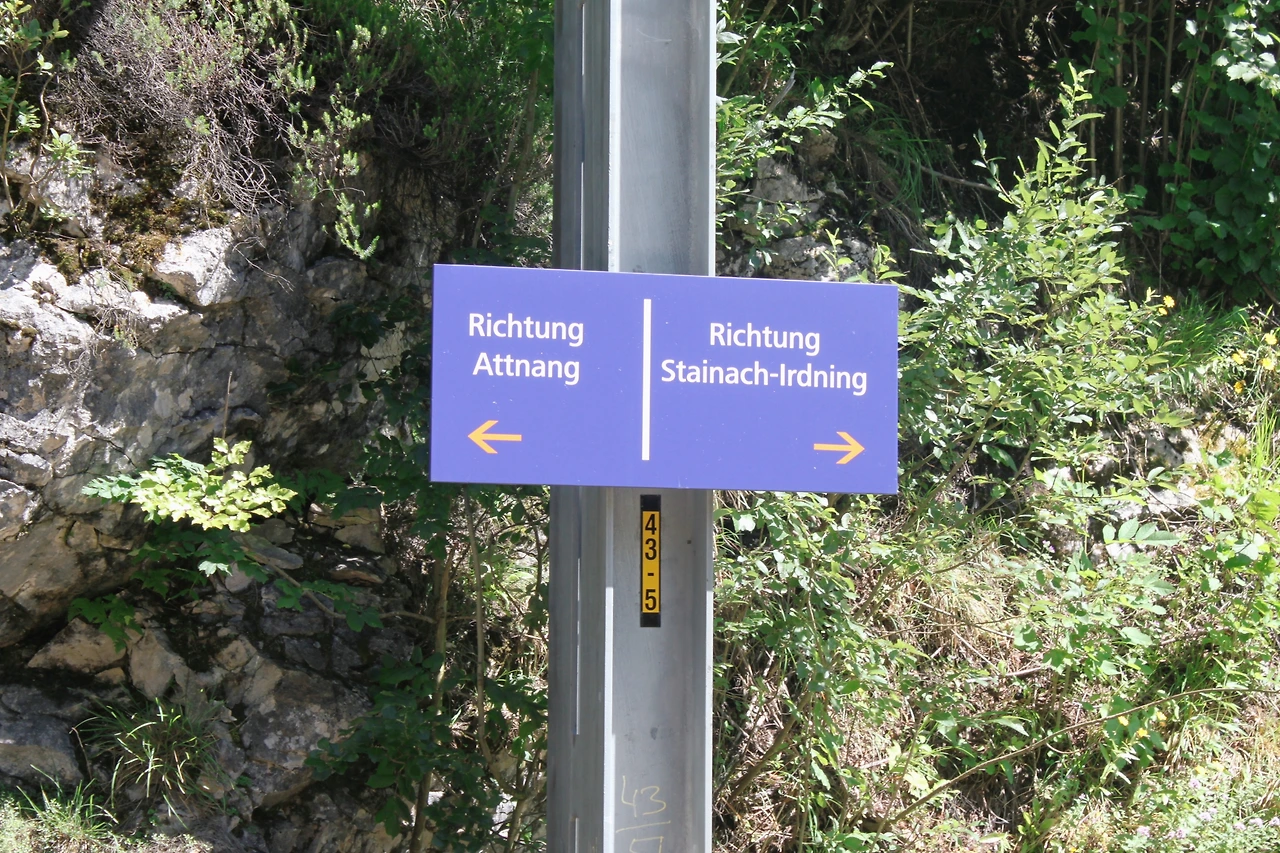 Richtung
Attnang
←
Richtung
Stainach-Irdning
→
43-5
43